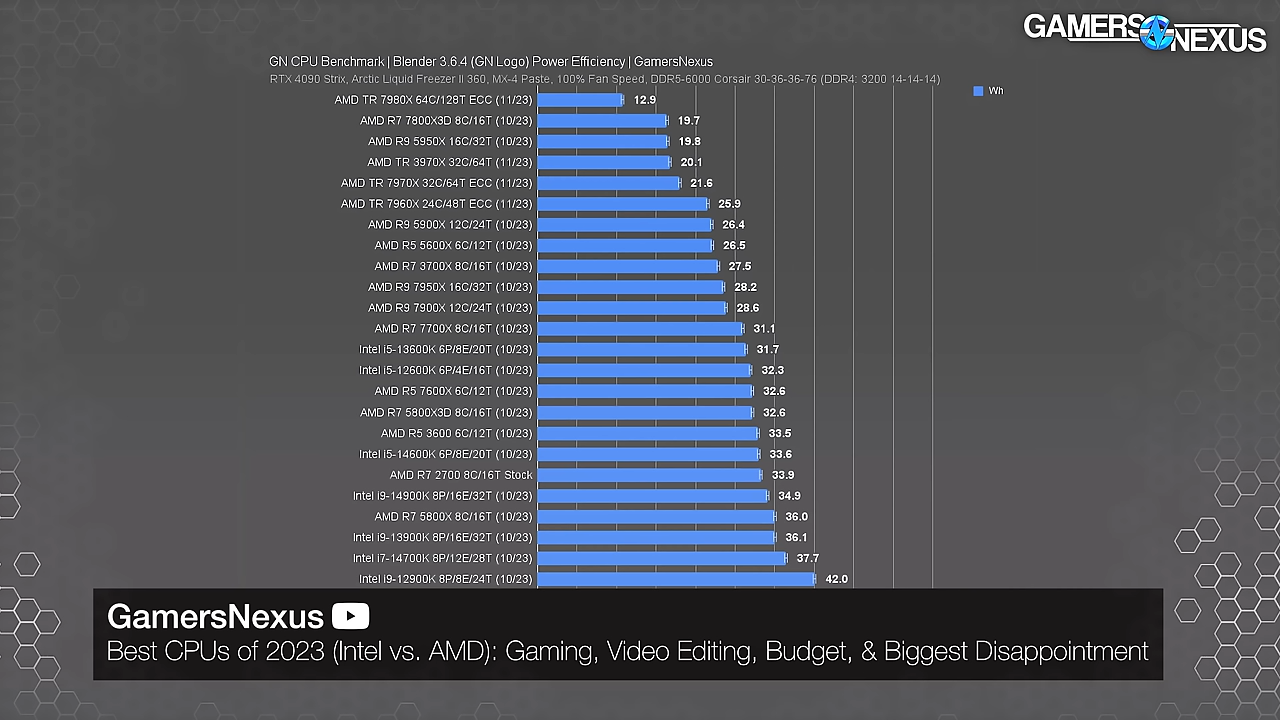 GAMERS NEXUS
GN CPU Benchmark | Blender 3.6.4 (GN Logo) Power Efficiency | GamersNexus
RTX 4090 Strix, Arctic Liquid Freezer II 360, MX-4 Paste, 100% Fan Speed, DDR5-6000 Corsair 30-36-36-76 (DDR4: 3200 14-14-14)
Wh
AMD TR 7980X 64C/128T ECC (11/23) 12.9
AMD R7 7800X3D 8C/16T (10/23) 19.7
AMD R9 5950X 16C/32T (10/23) 19.8
AMD TR 3970X 32C/64T (11/23) 20.1
AMD TR 7970X 32C/64T ECC (11/23) 21.6
AMD TR 7960X 24C/48T ECC (11/23) 25.9
AMD R9 5900X 12C/24T (10/23) 26.4
AMD R5 5600X 6C/12T (10/23) 26.5
AMD R7 3700X 8C/16T (10/23) 27.5
AMD R9 7950X 16C/32T (10/23) 28.2
AMD R9 7900X 12C/24T (10/23) 28.6
AMD R7 7700X 8C/16T (10/23) 31.1
Intel i5-13600K 6P/8E/20T (10/23) 31.7
Intel i5-12600K 6P/4E/16T (10/23) 32.3
AMD R5 7600X 6C/12T (10/23) 32.6
AMD R7 5800X3D 8C/16T (10/23) 32.6
AMD R5 3600 6C/12T (10/23) 33.5
Intel i5-14600K 6P/8E/20T (10/23) 33.6
AMD R7 2700 8C/16T Stock 33.9
Intel i9-14900K 8P/16E/32T (10/23) 34.9
AMD R7 5800X 8C/16T (10/23) 36.0
Intel i9-13900K 8P/16E/32T (10/23) 36.1
Intel i7-14700K 8P/12E/28T (10/23) 37.7
Intel i9-12900K 8P/8E/24T (10/23) 42.0
GamersNexus
Best CPUs of 2023 (Intel vs. AMD): Gaming, Video Editing, Budget, & Biggest Disappointment